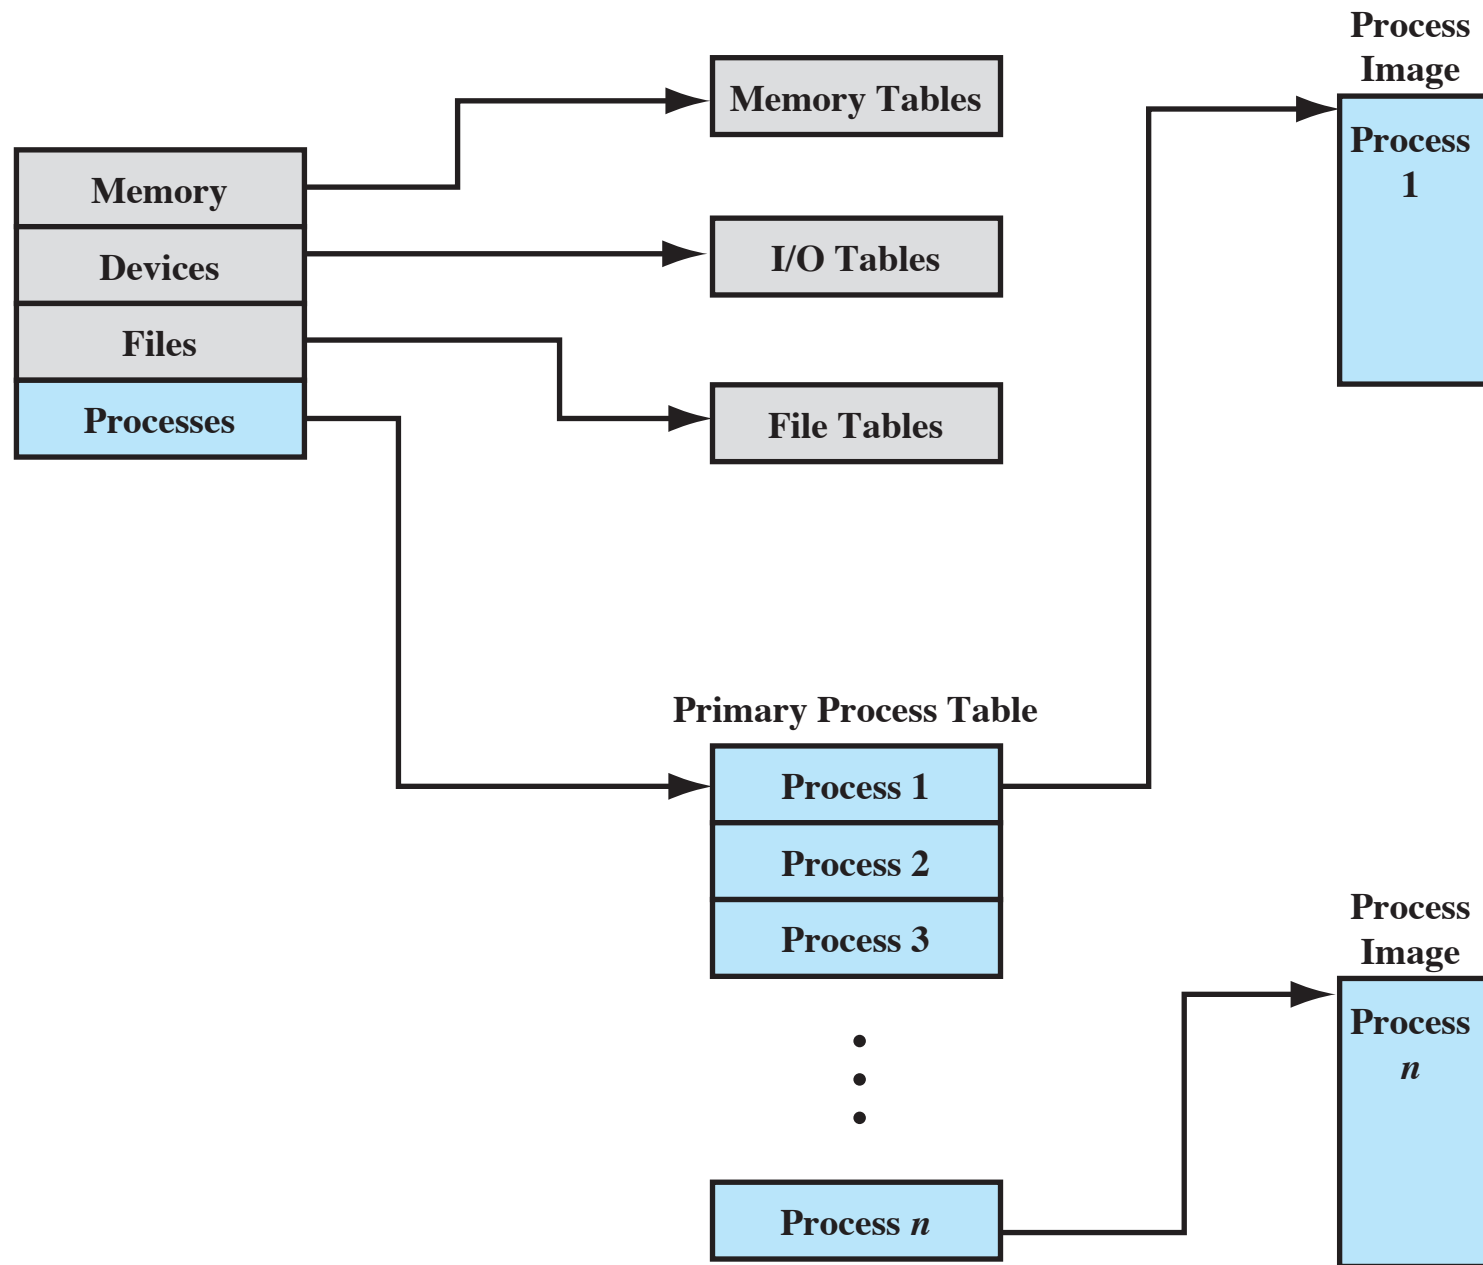 Memory
Devices
Files
Processes
Memory Tables
I/O Tables
File Tables
Primary Process Table
Process 1
Process 2
Process 3
Process n
Process
Image
Process
1
Process
Image
Process
n